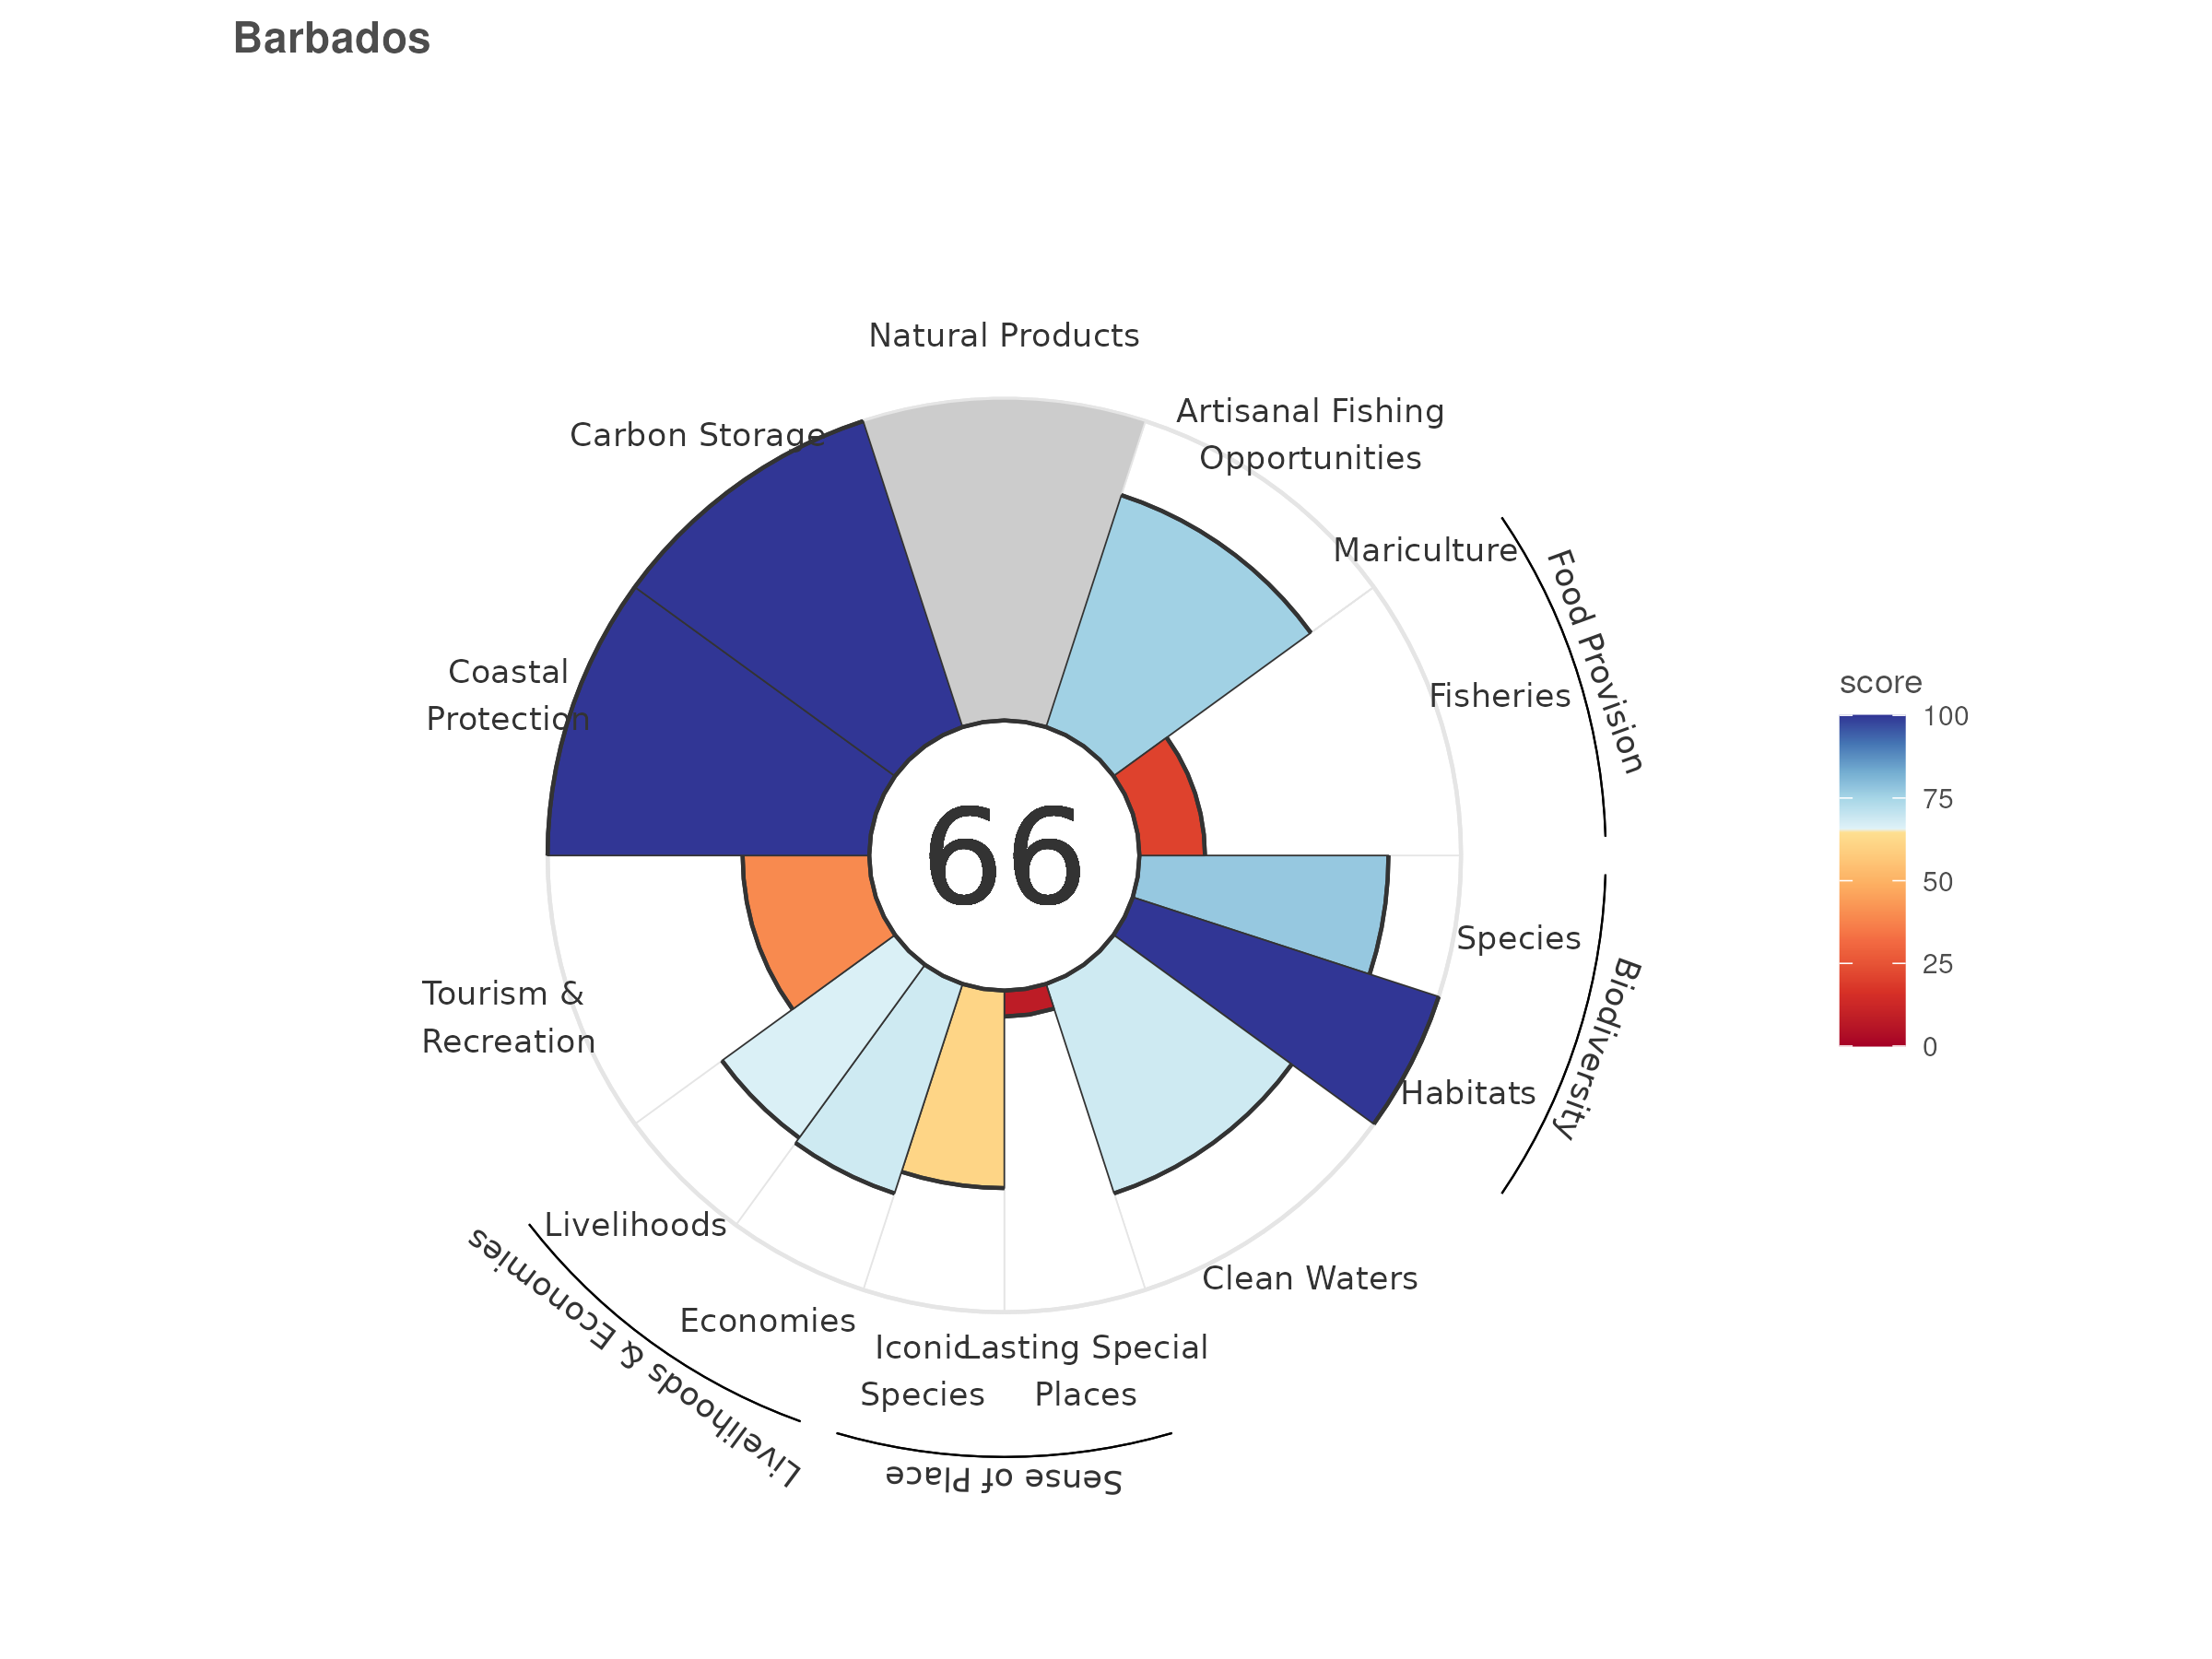 Barbados
Natural Products
Artisanal Fishing
Opportunities
Carbon Storage
Mariculture
Food Provision
Fisheries
Coastal
Protection
score
100
75
50
25
0
66
Species
Biodiversity
Habitats
Tourism &
Recreation
Livelihoods
Livelihoods & Economies
Economies
Clean Waters
Iconic
Species
Lasting Special
Places
Sense of Place